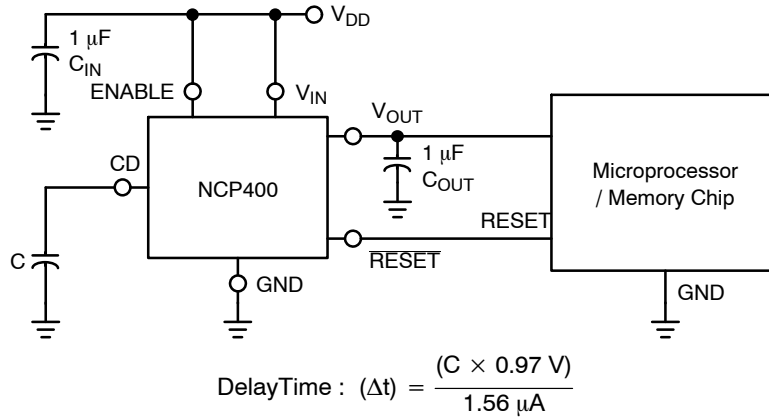 V_DD
1 μF
C_IN
ENABLE
V_IN
V_OUT
CD
1 μF
C_OUT
NCP400
Microprocessor
/ Memory Chip
C
RESET
RESET
GND
GND
DelayTime : (Δt) = (C × 0.97 V) / 1.56 μA